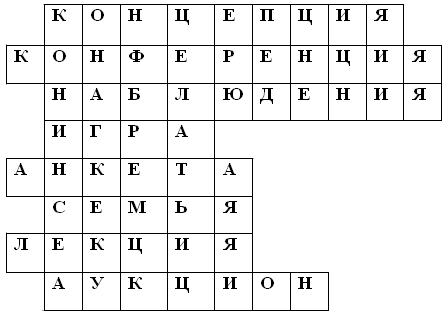 КОНЦЕПЦИЯ
КОНФЕРЕНЦИЯ
НАБЛЮДЕНИЯ
ИГРА
АНКЕТА
СЕМЬЯ
ЛЕКЦИЯ
АУКЦИОН